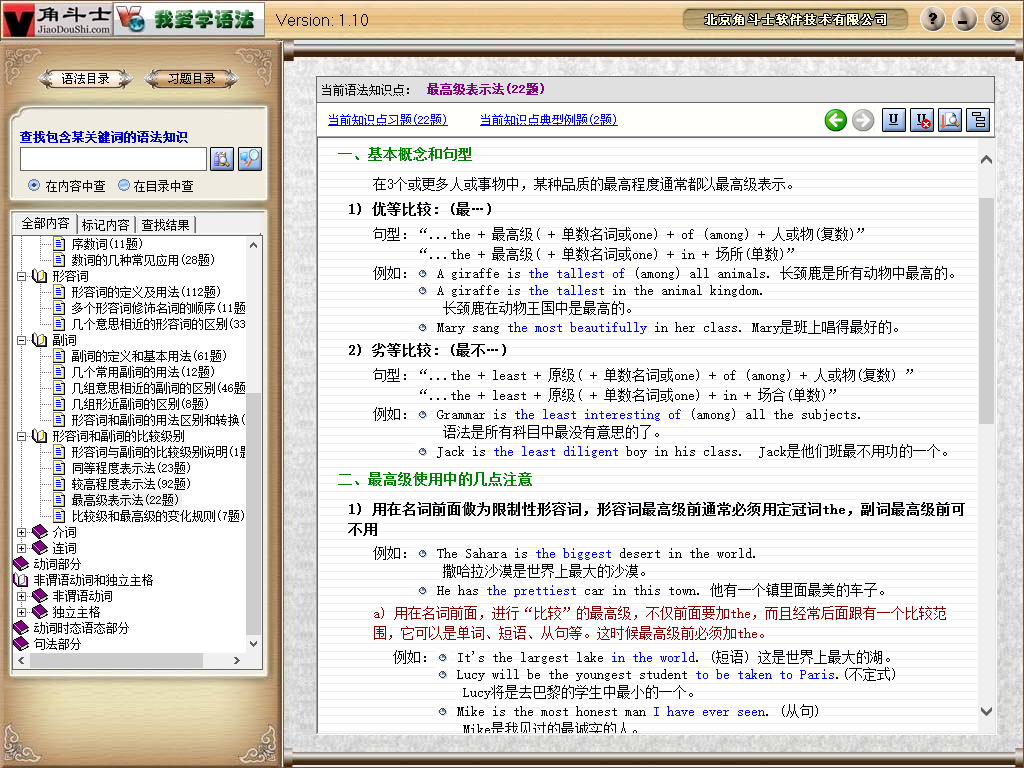 角斗士
JiaoDouShi.com
我爱学语法
Version: 1.10
北京角斗士软件技术有限公司
语法目录
习题目录
查找包含某关键词的语法知识
在内容中查
在目录中查
全部内容
标记内容
查找结果
序数词(11题)
数词的几种常见应用(28题)
形容词
形容词的定义及用法(112题)
多个形容词修饰名词的顺序(11题
几个意思相近的形容词的区别(33
副词
副词的定义和基本用法(61题)
几个常用副词的用法(12题)
几组意思相近的副词的区别(46题
几组形近副词的区别(8题)
形容词和副词的用法区别和转换(
形容词和副词的比较级别
形容词与副词的比较级别说明(1题
同等程度表示法(23题)
较高程度表示法(92题)
最高级表示法(22题)
比较级和最高级的变化规则(7题)
介词
连词
动词部分
非谓语动词和独立主格
非谓语动词
独立主格
动词时态语态部分
句法部分
当前语法知识点：
最高级表示法(22题)
当前知识点习题(22题)
当前知识点典型例题(2题)
一、基本概念和句型
在3个或更多人或事物中，某种品质的最高程度通常都以最高级表示。
1) 优等比较：(最…)
句型：“...the + 最高级( + 单数名词或one) + of (among) + 人或物(复数)”
“...the + 最高级( + 单数名词或one) + in + 场所(单数)”
例如： A giraffe is the tallest of (among) all animals. 长颈鹿是所有动物中最高的。
A giraffe is the tallest in the animal kingdom.
长颈鹿在动物王国中是最高的。
Mary sang the most beautifully in her class. Mary是班上唱得最好的。
2) 劣等比较：(最不…)
句型：“...the + least + 原级( + 单数名词或one) + of (among) + 人或物(复数) ”
“...the + least + 原级( + 单数名词或one) + in + 场合(单数)”
例如： Grammar is the least interesting of (among) all the subjects.
语法是所有科目中最没有意思的了。
Jack is the least diligent boy in his class. Jack是他们班最不用功的一个。
二、最高级使用中的几点注意
1) 用在名词前面做为限制性形容词，形容词最高级前通常必须用定冠词the，副词最高级前可
不用
例如： The Sahara is the biggest desert in the world.
撒哈拉沙漠是世界上最大的沙漠。
He has the prettiest car in this town. 他有一个镇里面最美的车子。
a) 用在名词前面，进行“比较”的最高级，不仅前面要加the，而且经常后面跟有一个比较范
围，它可以是单词、短语、从句等。这时候最高级前必须加the。
例如： It's the largest lake in the world. (短语) 这是世界上最大的湖。
Lucy will be the youngest student to be taken to Paris.(不定式)
Lucy将是去巴黎的学生中最小的一个。
Mike is the most honest man I have ever seen. (从句)
Mike是我见过的最诚实的人。